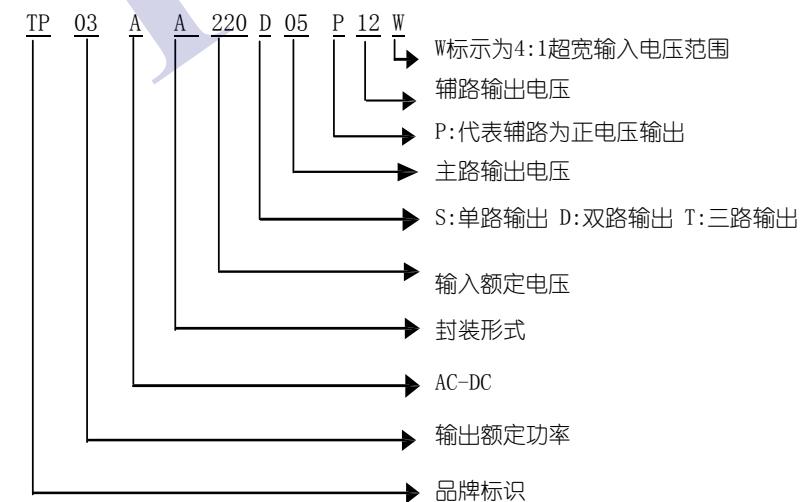 TP 03 A A 220 D 05 P 12 W
W标示为4:1超宽输入电压范围
辅路输出电压
P:代表辅路为正电压输出
主路输出电压
S:单路输出 D:双路输出 T:三路输出
输入额定电压
封装形式
AC-DC
输出额定功率
品牌标识